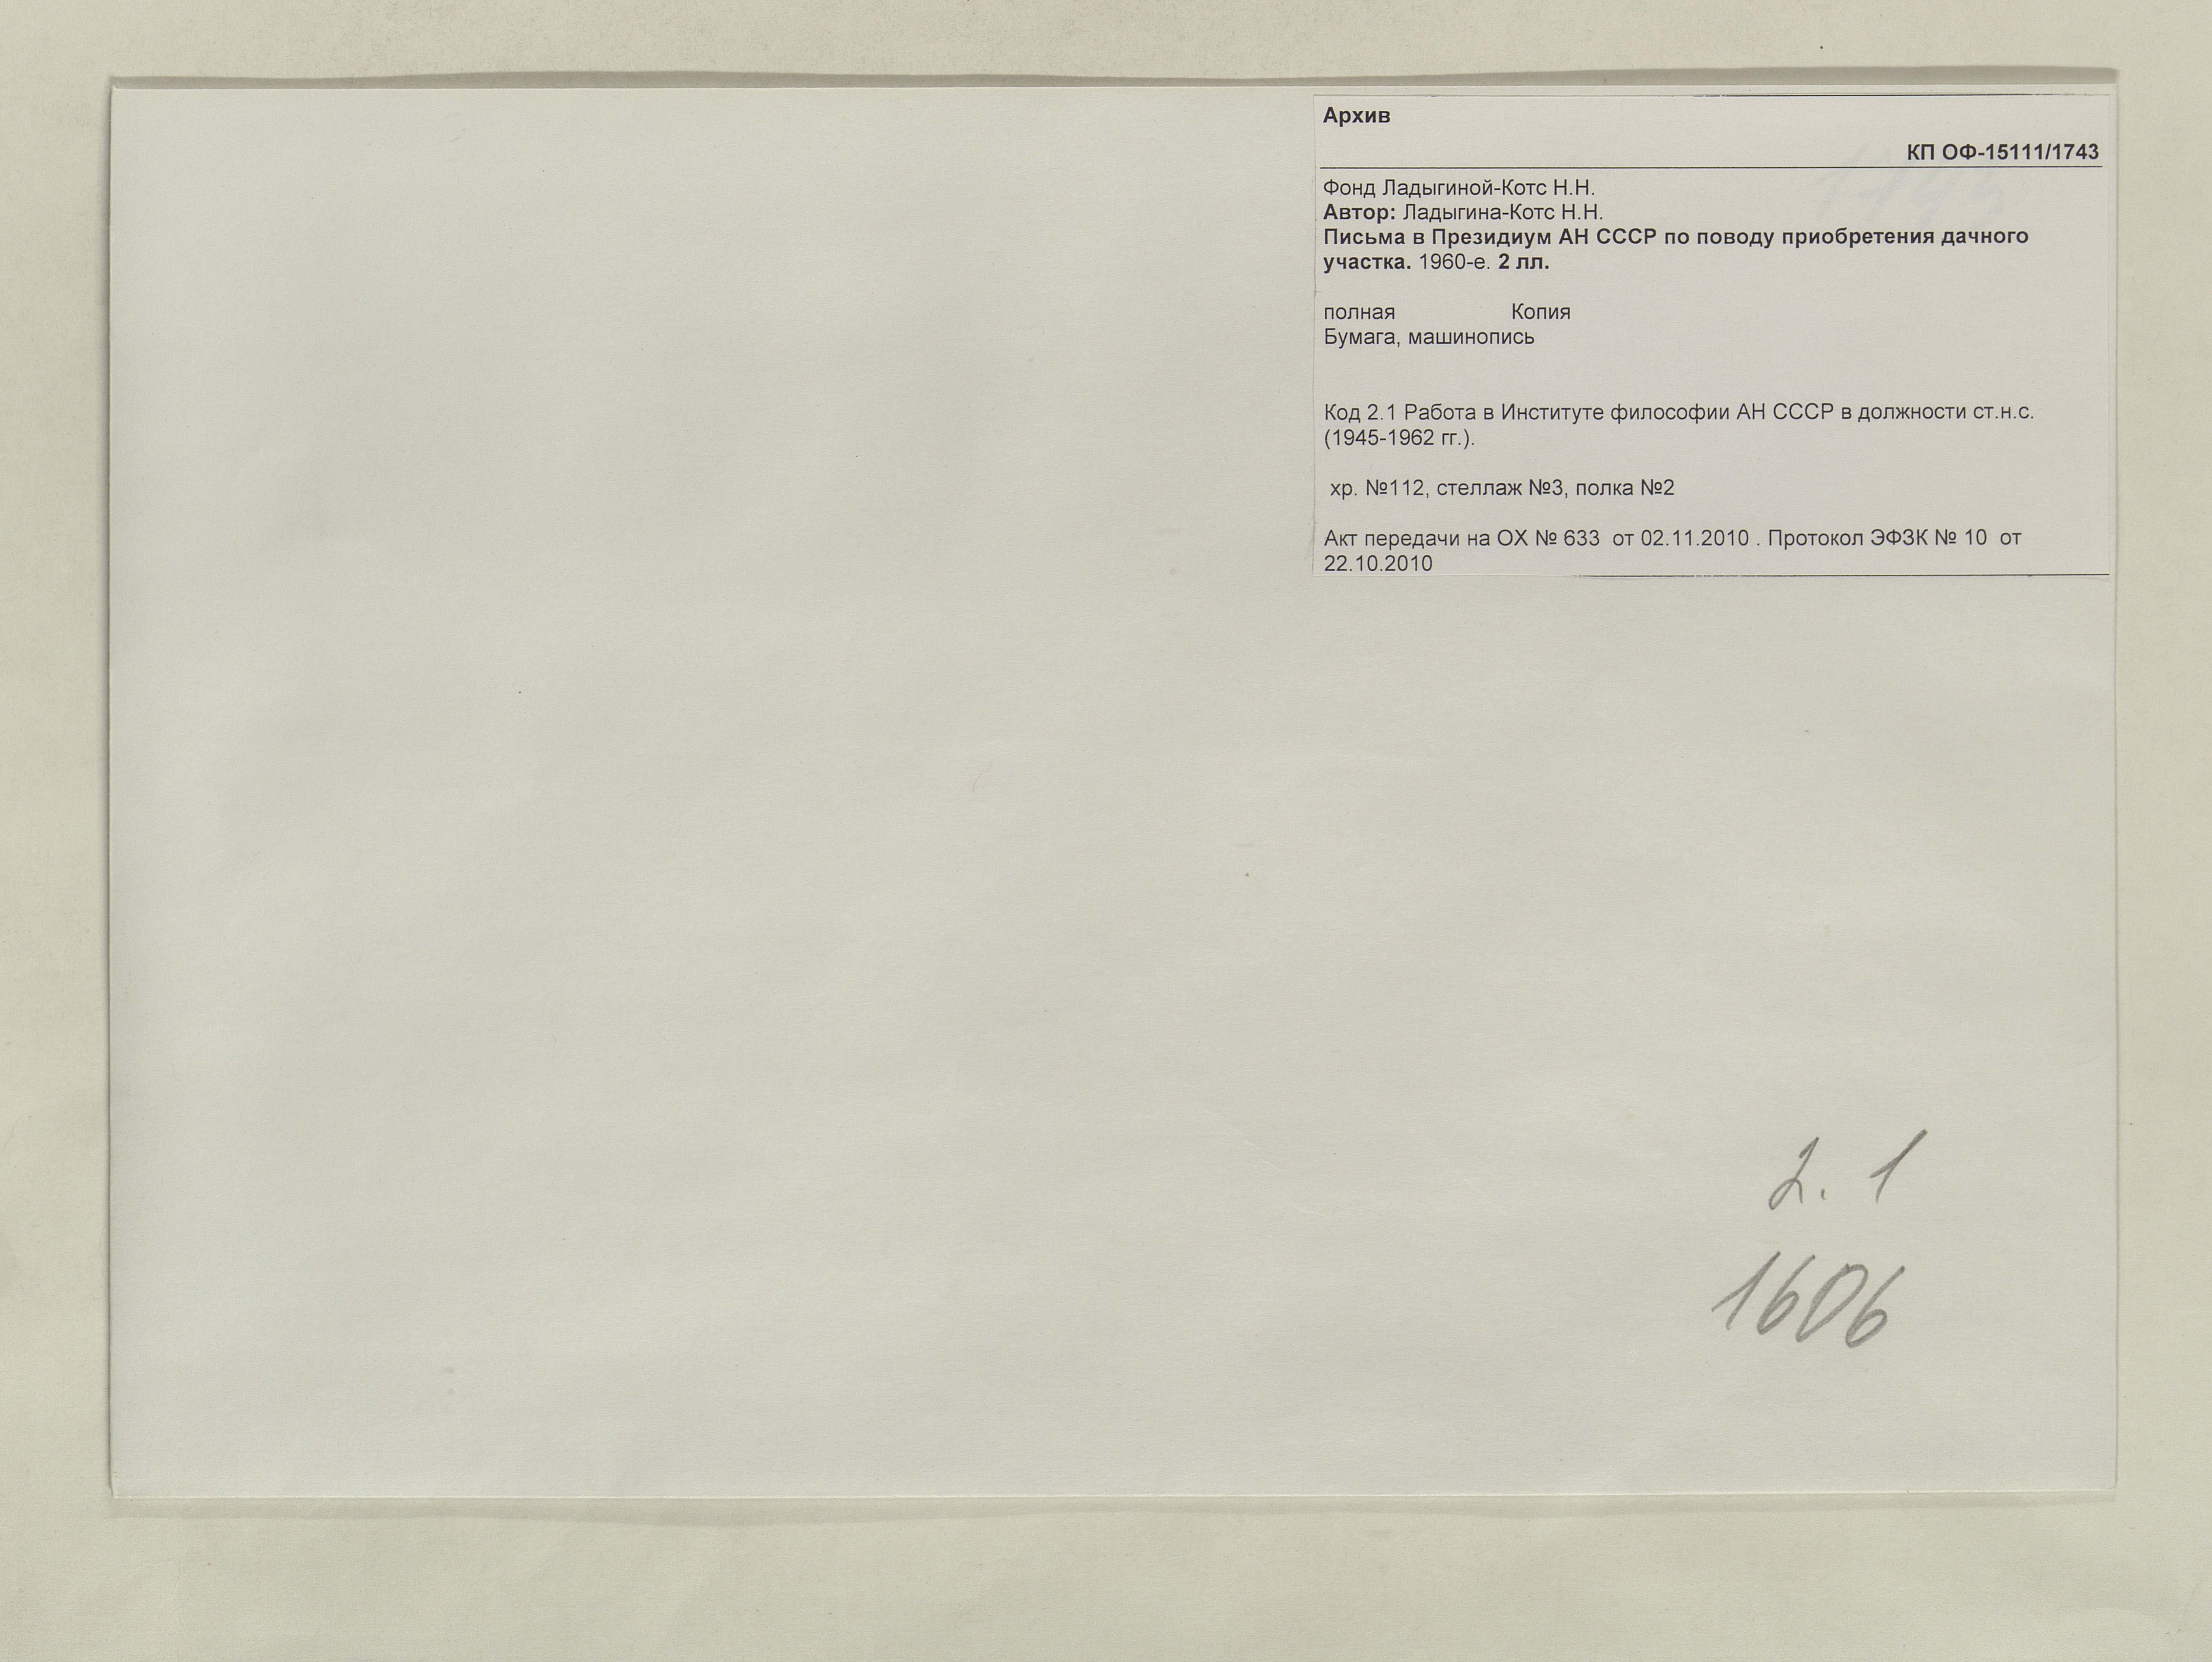 Архив
КП ОФ-15111/1743
Фонд Ладыгиной-Котс Н.Н.
Автор: Ладыгина-Котс Н.Н.
Письма в Президиум АН СССР по поводу приобретения дачного
участка. 1960-е. 2 лл.
полная Копия
Бумага, машинопись
Код 2.1 Работа в Институте философии АН СССР в должности ст.н.с.
(1945-1962 гг.).
хр. №112, стеллаж №3, полка №2
Акт передачи на ОХ № 633 от 02.11.2010 . Протокол ЭФЗК № 10 от
22.10.2010
2. 1
1606